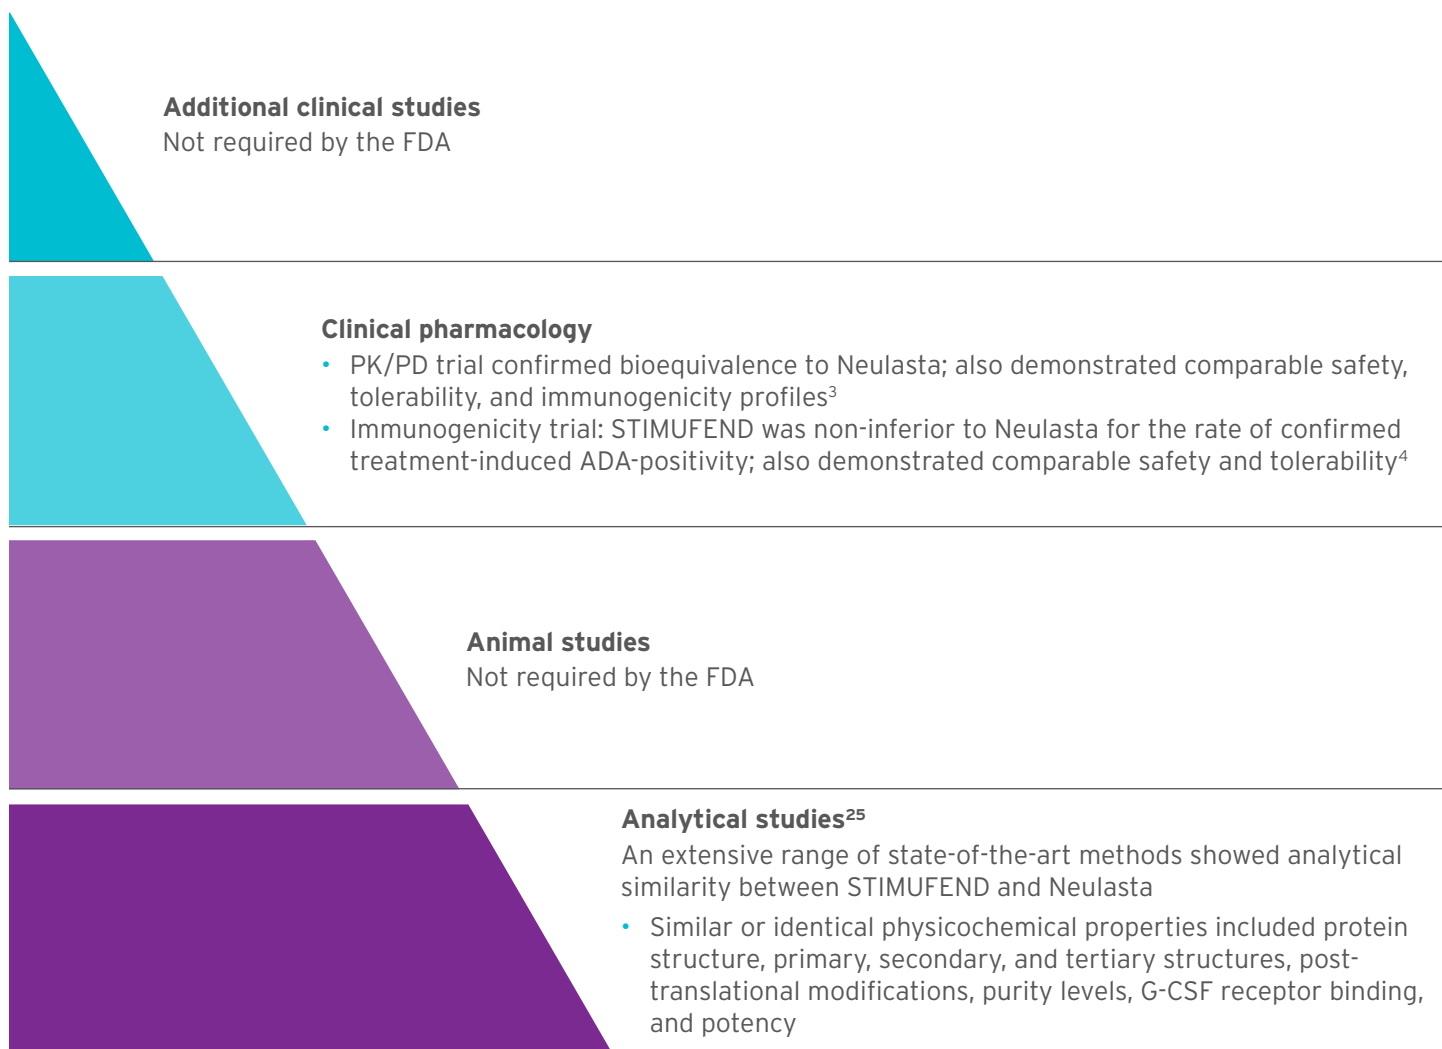 Additional clinical studies
Not required by the FDA
Clinical pharmacology
• PK/PD trial confirmed bioequivalence to Neulasta; also demonstrated comparable safety,
tolerability, and immunogenicity profiles³
• Immunogenicity trial: STIMUFEND was non-inferior to Neulasta for the rate of confirmed
treatment-induced ADA-positivity; also demonstrated comparable safety and tolerability⁴
Animal studies
Not required by the FDA
Analytical studies²⁵
An extensive range of state-of-the-art methods showed analytical
similarity between STIMUFEND and Neulasta
• Similar or identical physicochemical properties included protein
structure, primary, secondary, and tertiary structures, post-
translational modifications, purity levels, G-CSF receptor binding,
and potency